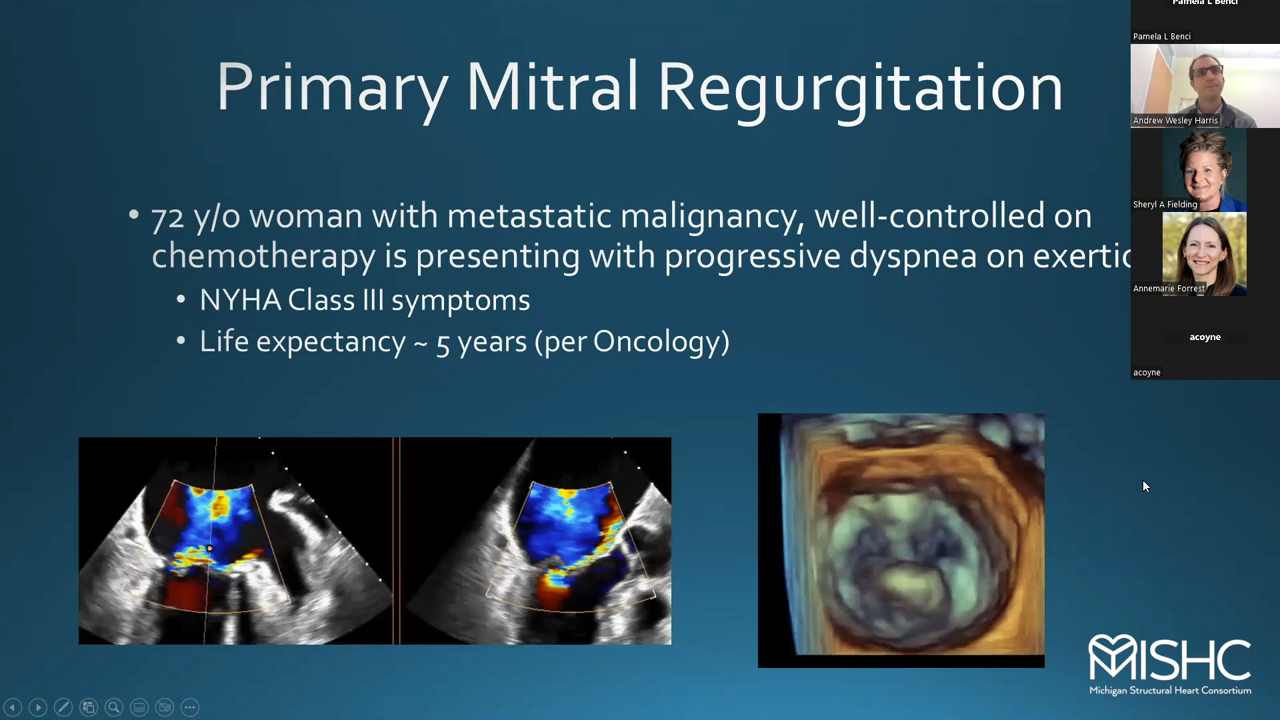 Primary Mitral Regurgitation
• 72 y/o woman with metastatic malignancy, well-controlled on
chemotherapy is presenting with progressive dyspnea on
• NYHA Class III symptoms
• Life expectancy ~ 5 years (per Oncology)
MISHC
Michigan Structural Heart Consortium
Pamela L Benci
Pamela L Benci
Andrew Wesley Harris
Sheryl A Fielding
Annemarie Forrest
acoyne
acoyne